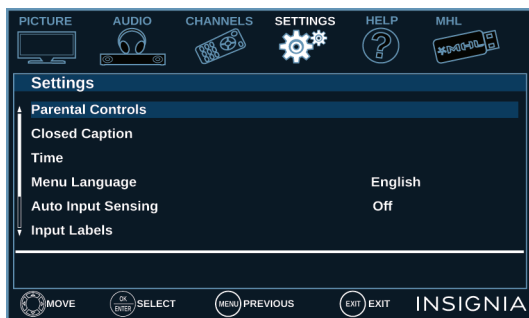 PICTURE AUDIO CHANNELS SETTINGS HELP MHL
MHL
Settings
Parental Controls
Closed Caption
Time
Menu Language English
Auto Input Sensing Off
Input Labels
MOVE OK ENTER SELECT MENU PREVIOUS EXIT EXIT INSIGNIA